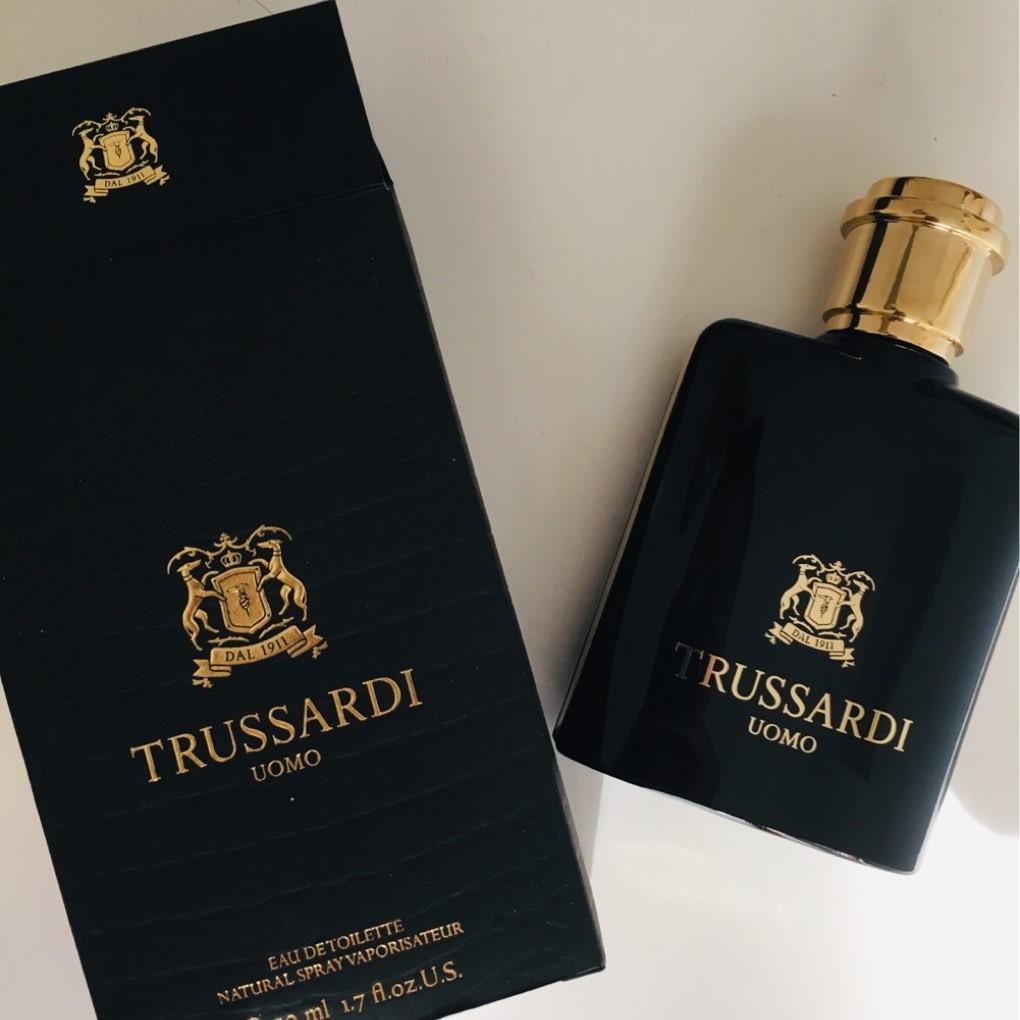 DAL 1911
DAL 1911
TRUSSARDI
UOMO
EAU DE TOILETTE
NATURAL SPRAY VAPORISATEUR
ml 1.7 fl.oz.U.S.
DAL 1911
TRUSSARDI
UOMO